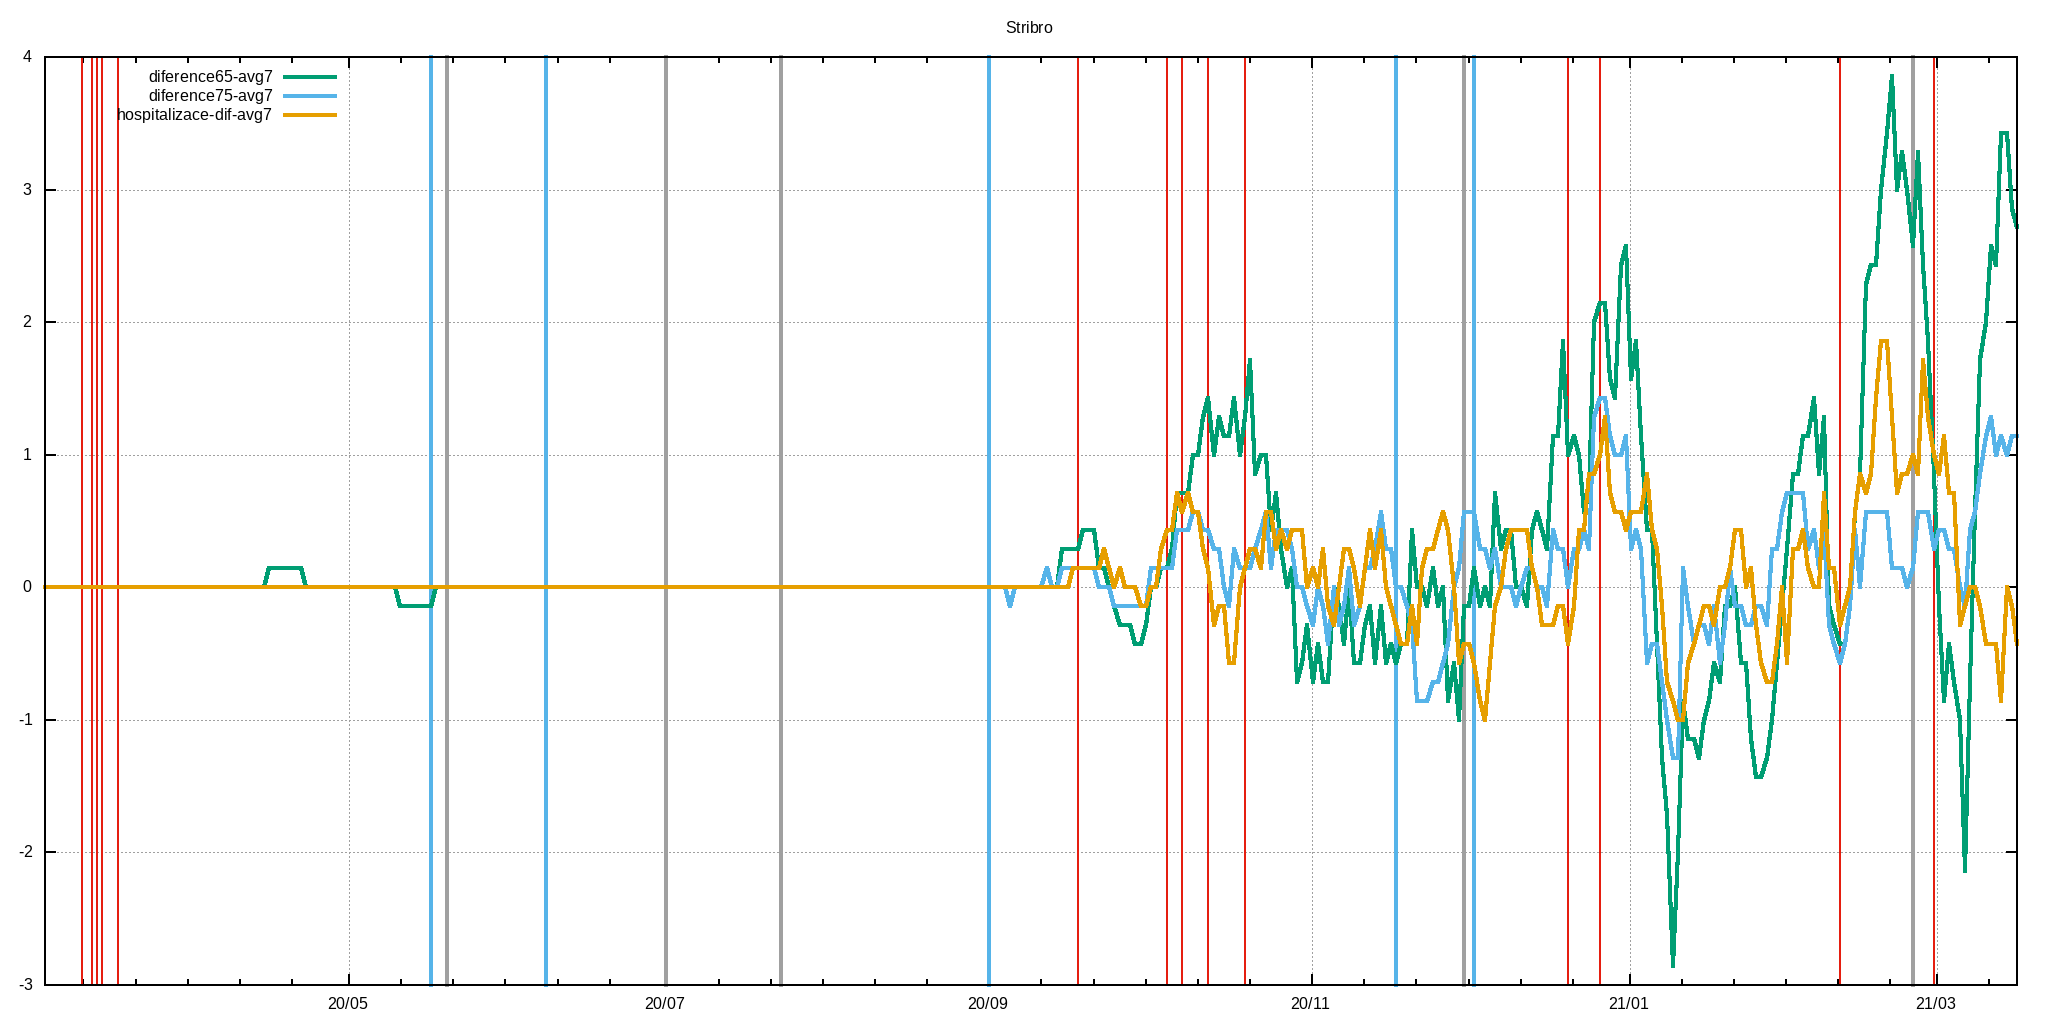 Stribro
diference65-avg7
diference75-avg7
hospitalizace-dif-avg7
4
3
2
1
0
-1
-2
-3
20/05 20/07 20/09 20/11 21/01 21/03